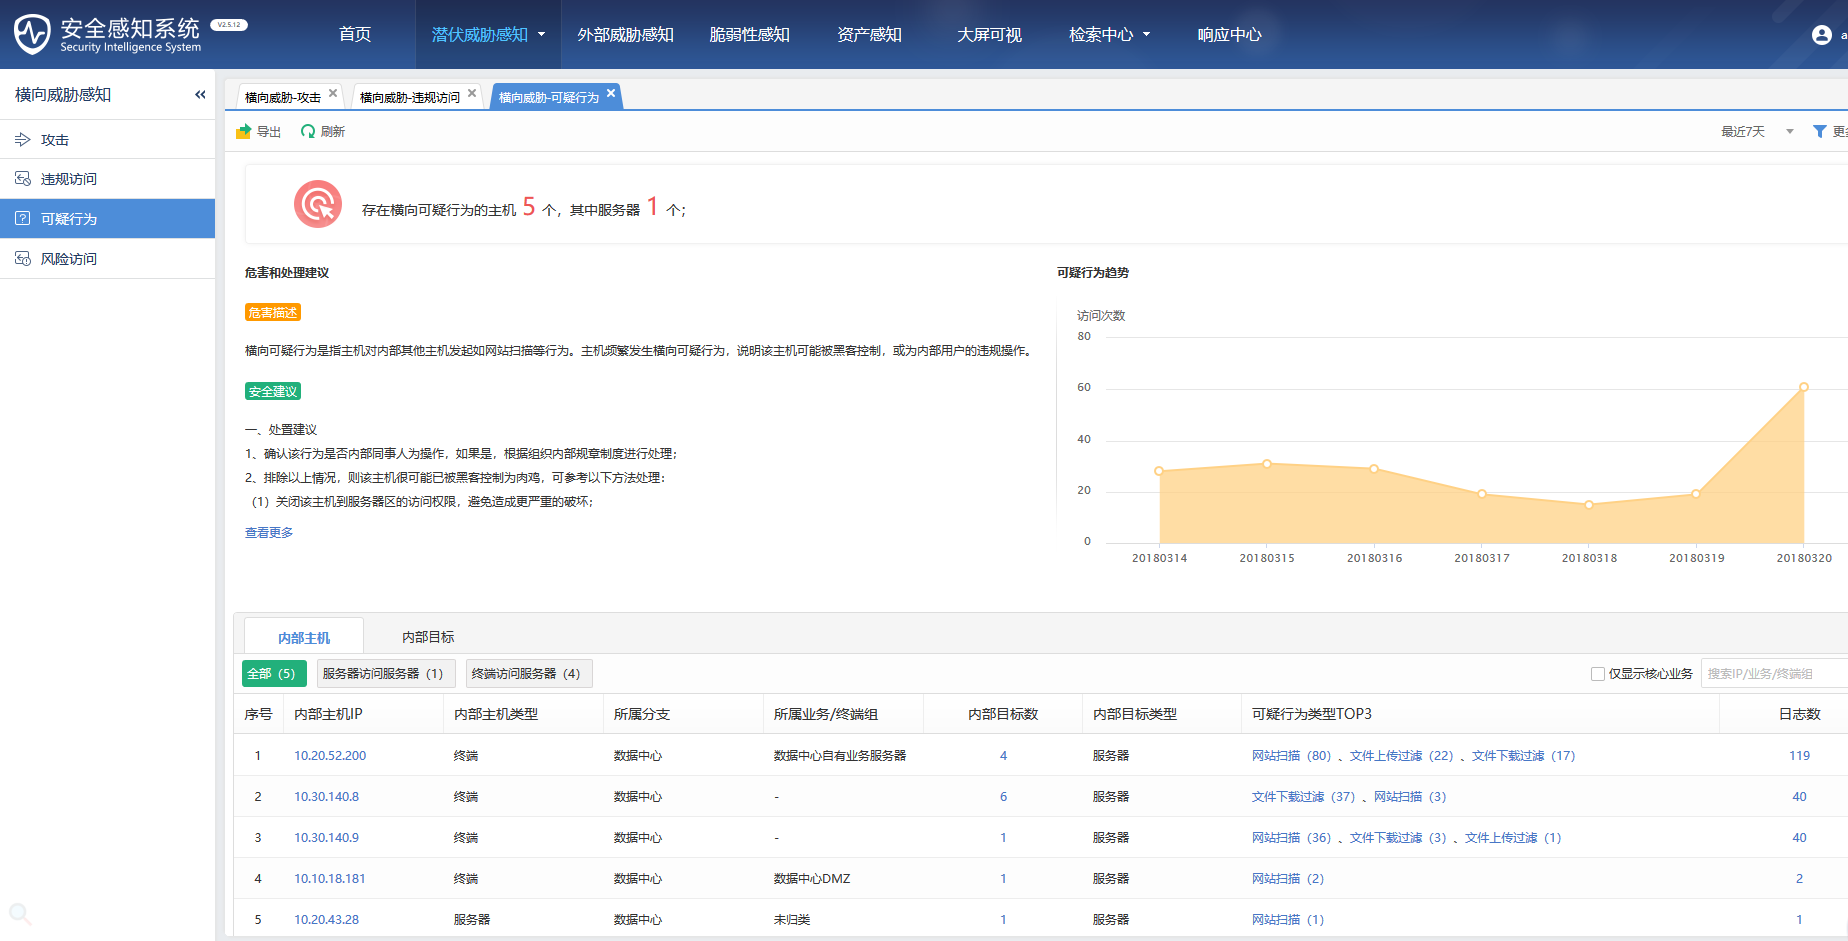 安全感知系统 V2.5.12
Security Intelligence System
首页 潜伏威胁感知 外部威胁感知 脆弱性感知 资产感知 大屏可视 检索中心 响应中心
横向威胁感知 «
攻击
违规访问
可疑行为
风险访问
横向威胁-攻击 × 横向威胁-违规访问 × 横向威胁-可疑行为 ×
导出 刷新 最近7天
存在横向可疑行为的主机 5 个，其中服务器 1 个；
危害和处理建议
危害描述
横向可疑行为是指主机对内部其他主机发起如网站扫描等行为。主机频繁发生横向可疑行为，说明该主机可能被黑客控制，或为内部用户的违规操作。
安全建议
一、处置建议
1、确认该行为是否内部同事人为操作，如果是，根据组织内部规章制度进行处理；
2、排除以上情况，则该主机很可能已被黑客控制为肉鸡，可参考以下方法处理：
（1）关闭该主机到服务器区的访问权限，避免造成更严重的破坏；
查看更多
可疑行为趋势
访问次数
80
60
40
20
0
20180314 20180315 20180316 20180317 20180318 20180319 20180320
内部主机 内部目标
全部（5） 服务器访问服务器（1） 终端访问服务器（4） 仅显示核心业务 搜索IP/业务/终端组
序号 内部主机IP 内部主机类型 所属分支 所属业务/终端组 内部目标数 内部目标类型 可疑行为类型TOP3 日志数
1 10.20.52.200 终端 数据中心 数据中心自有业务服务器 4 服务器 网站扫描（80）、文件上传过滤（22）、文件下载过滤（17） 119
2 10.30.140.8 终端 数据中心 - 6 服务器 文件下载过滤（37）、网站扫描（3） 40
3 10.30.140.9 终端 数据中心 - 1 服务器 网站扫描（36）、文件下载过滤（3）、文件上传过滤（1） 40
4 10.10.18.181 终端 数据中心 数据中心DMZ 1 服务器 网站扫描（2） 2
5 10.20.43.28 服务器 数据中心 未归类 1 服务器 网站扫描（1） 1